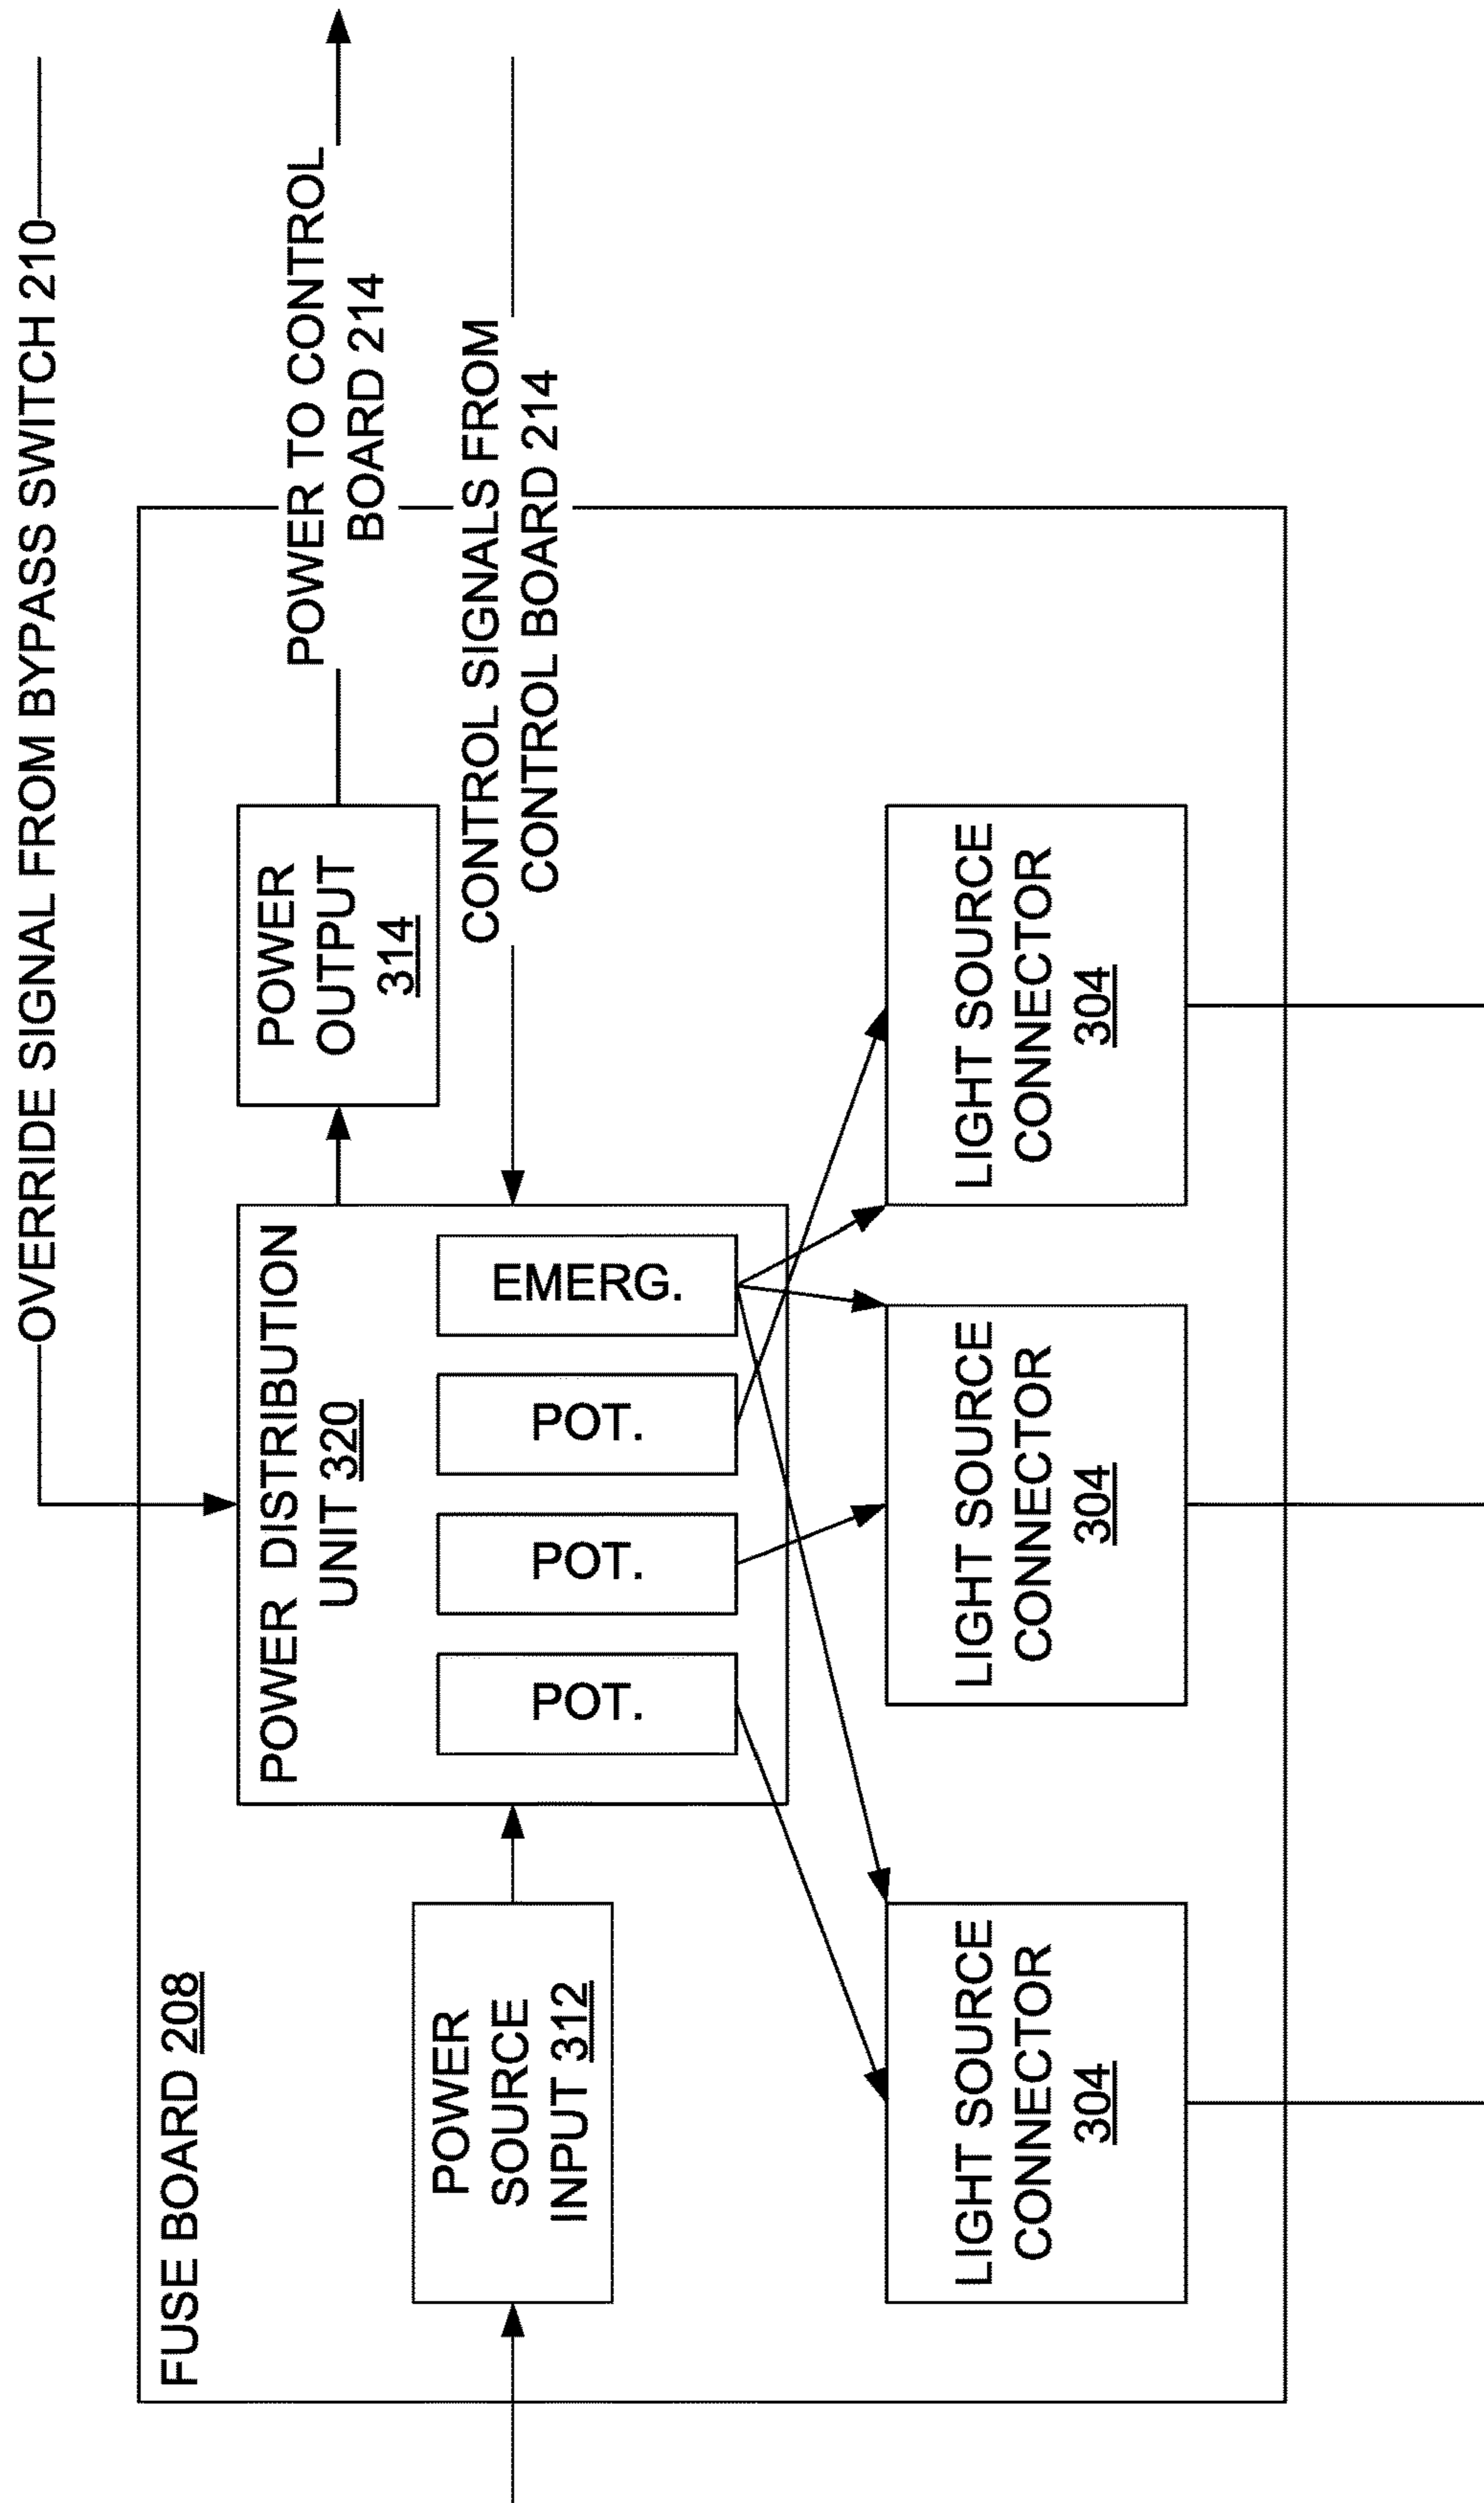 OVERRIDE SIGNAL FROM BYPASS SWITCH 210
FUSE BOARD 208
POWER
SOURCE
INPUT 312
POWER DISTRIBUTION
UNIT 320
POT.
POT.
POT.
EMERG.
POWER
OUTPUT
314
POWER TO CONTROL
BOARD 214
CONTROL SIGNALS FROM
CONTROL BOARD 214
LIGHT SOURCE
CONNECTOR
304
LIGHT SOURCE
CONNECTOR
304
LIGHT SOURCE
CONNECTOR
304